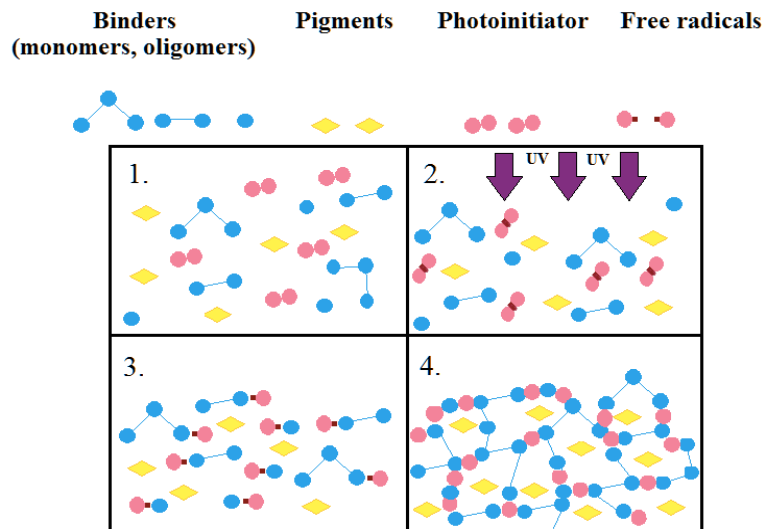 Binders
(monomers, oligomers)
Pigments
Photoinitiator
Free radicals
1.
2.
UV
UV
3.
4.